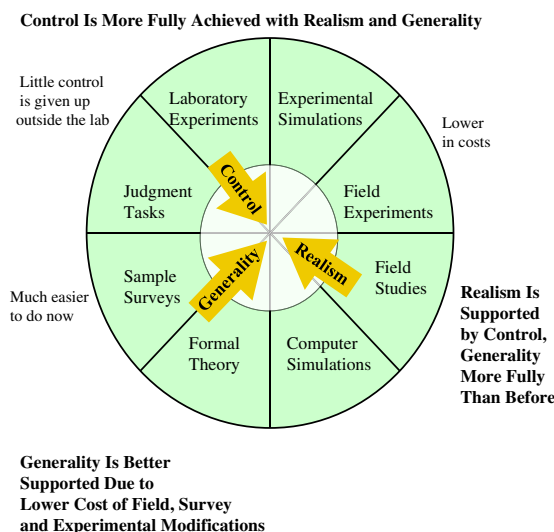 Control Is More Fully Achieved with Realism and Generality
Little control
is given up
outside the lab
Laboratory
Experiments
Experimental
Simulations
Lower
in costs
Judgment
Tasks
Control
Field
Experiments
Sample
Surveys
Generality
Realism
Field
Studies
Much easier
to do now
Formal
Theory
Computer
Simulations
Realism Is
Supported
by Control,
Generality
More Fully
Than Before
Generality Is Better
Supported Due to
Lower Cost of Field, Survey
and Experimental Modifications